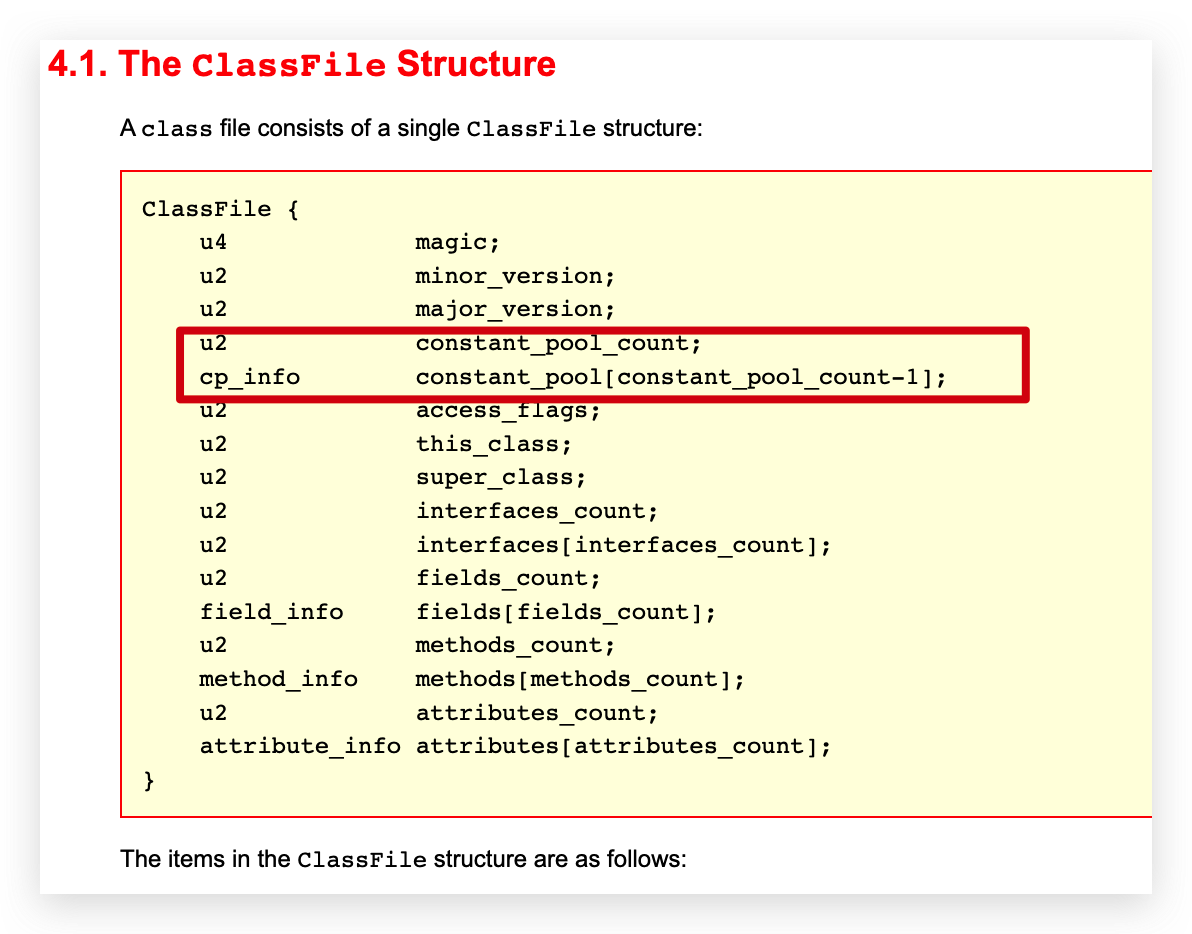 4.1. The ClassFile Structure
A class file consists of a single ClassFile structure:
ClassFile {
u4 magic;
u2 minor_version;
u2 major_version;
u2 constant_pool_count;
cp_info constant_pool[constant_pool_count-1];
u2 access_flags;
u2 this_class;
u2 super_class;
u2 interfaces_count;
u2 interfaces[interfaces_count];
u2 fields_count;
field_info fields[fields_count];
u2 methods_count;
method_info methods[methods_count];
u2 attributes_count;
attribute_info attributes[attributes_count];
}
The items in the ClassFile structure are as follows: